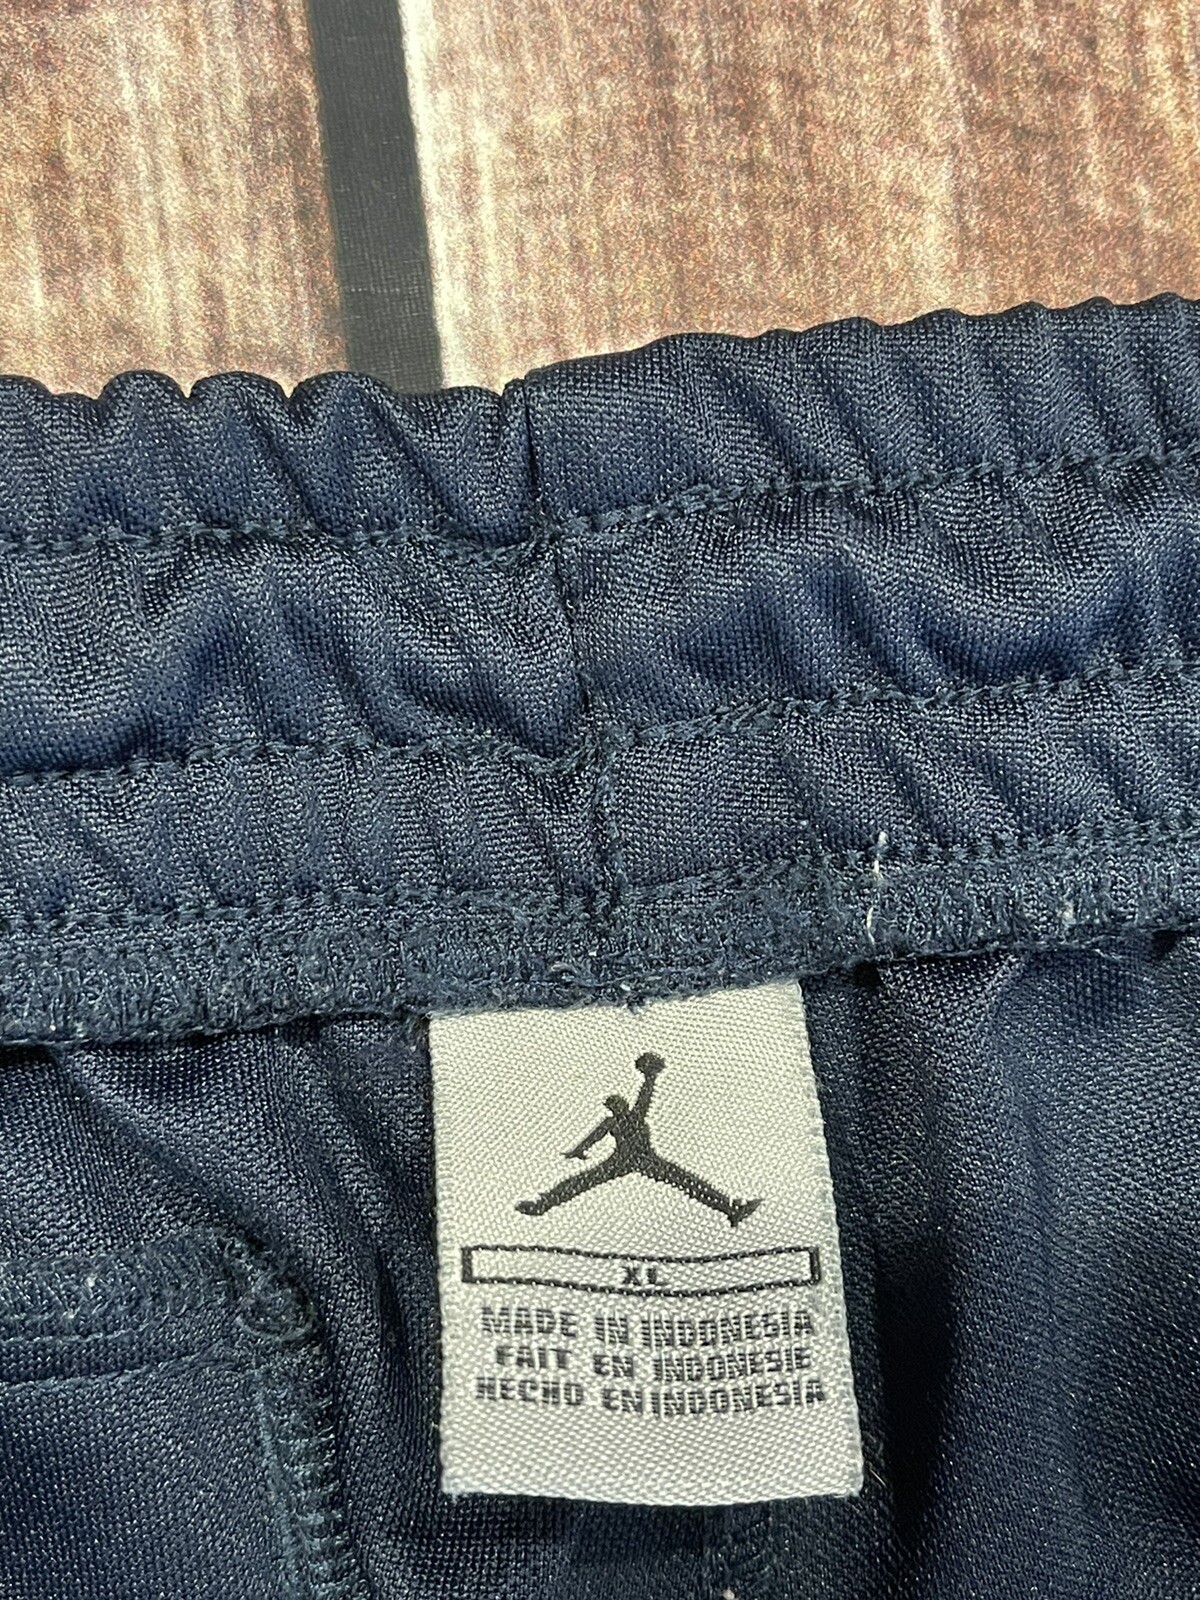 XL
MADE IN INDONESIA
FAIT EN INDONESIE
HECHO EN INDONESIA